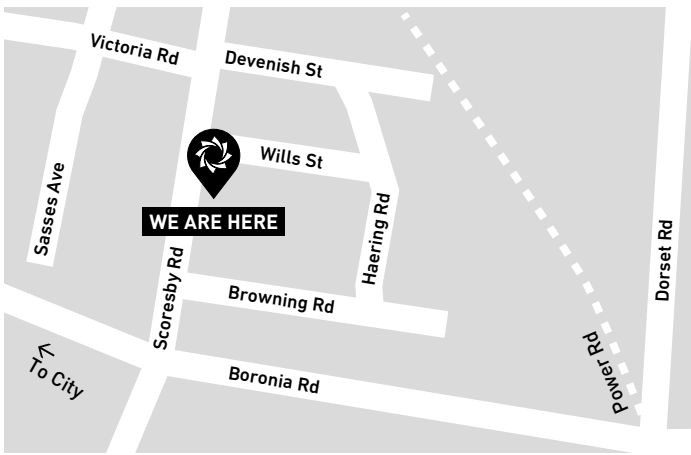 Victoria Rd
Devenish St
Wills St
Sasses Ave
WE ARE HERE
Haering Rd
Dorset Rd
Scoresby Rd
Browning Rd
Power Rd
To City
Boronia Rd